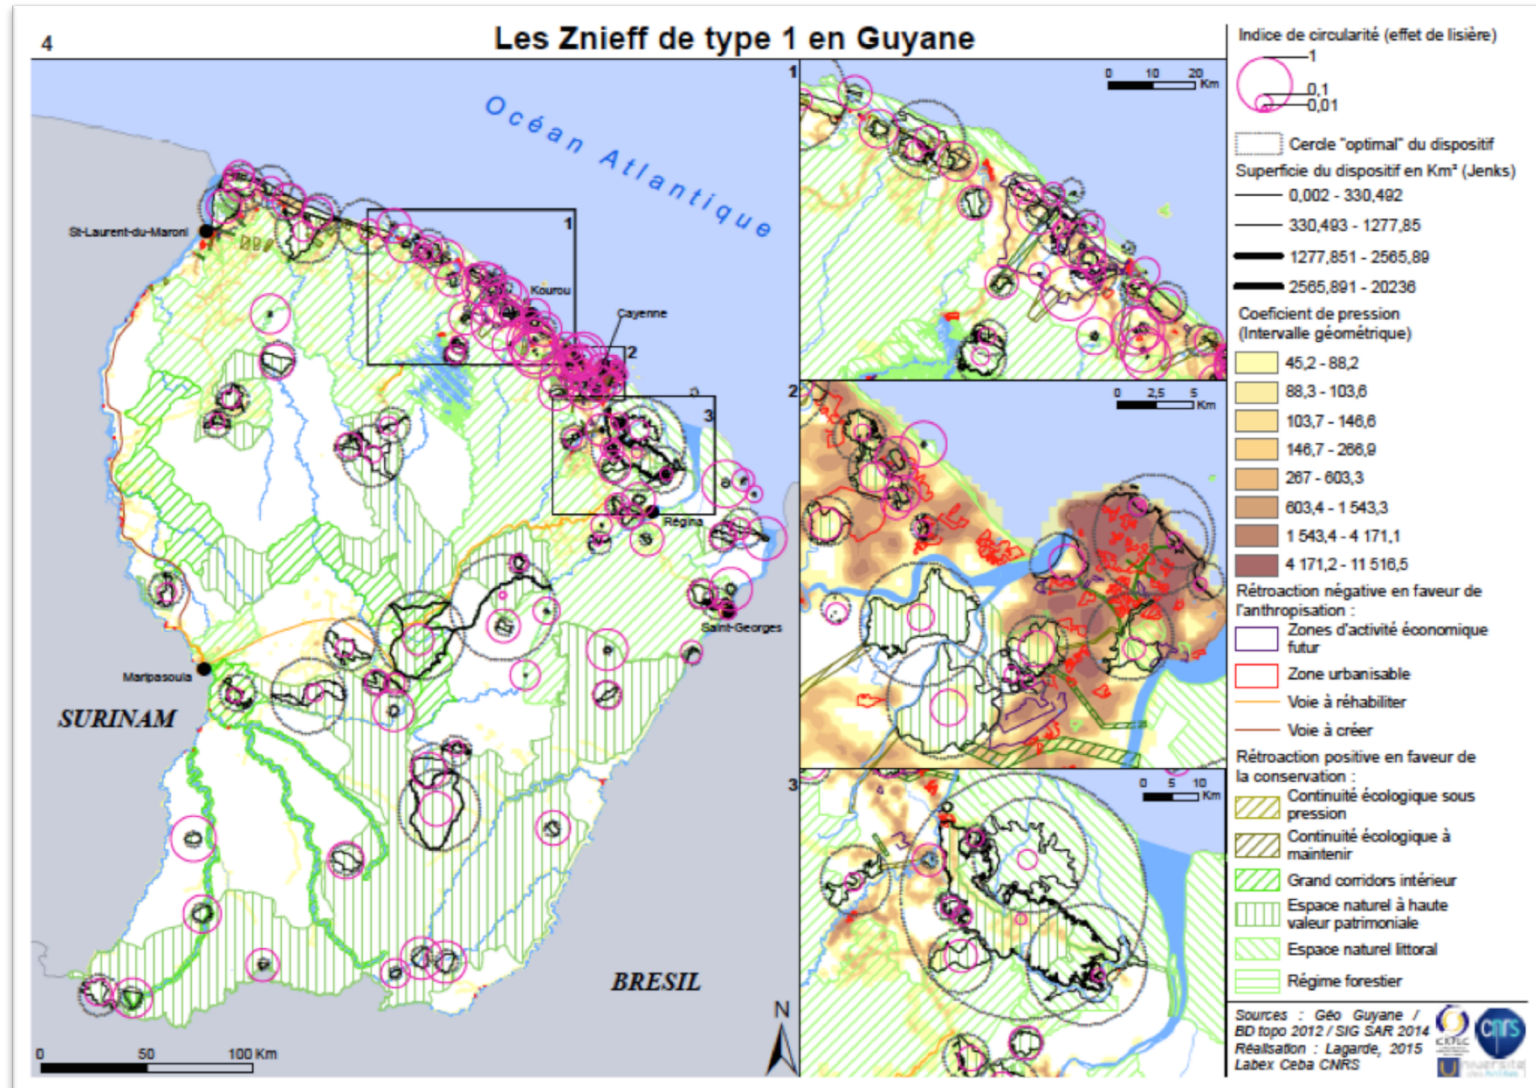 4
Les Znieff de type 1 en Guyane
Océan Atlantique
St-Laurent-du-Maroni
1
Kourou
Cayenne
2
3
Régina
Saint-Georges
Maripasoula
SURINAM
BRESIL
N
0 50 100 Km
1
0 10 20
Km
2
0 2,5 5
Km
3
0 5 10
Km
Indice de circularité (effet de lisière)
1
0,1
0,01
Cercle "optimal" du dispositif
Superficie du dispositif en Km² (Jenks)
0,002 - 330,492
330,493 - 1277,85
1277,851 - 2565,89
2565,891 - 20236
Coeficient de pression
(Intervalle géométrique)
45,2 - 88,2
88,3 - 103,6
103,7 - 146,6
146,7 - 266,9
267 - 603,3
603,4 - 1 543,3
1 543,4 - 4 171,1
4 171,2 - 11 516,5
Rétroaction négative en faveur de
l'anthropisation :
Zones d'activité économique
futur
Zone urbanisable
Voie à réhabiliter
Voie à créer
Rétroaction positive en faveur de
la conservation :
Continuité écologique sous
pression
Continuité écologique à
maintenir
Grand corridors intérieur
Espace naturel à haute
valeur patrimoniale
Espace naturel littoral
Régime forestier
Sources : Géo Guyane /
BD topo 2012 / SIG SAR 2014
Réalisation : Lagarde, 2015
Labex Ceba CNRS
cnrs